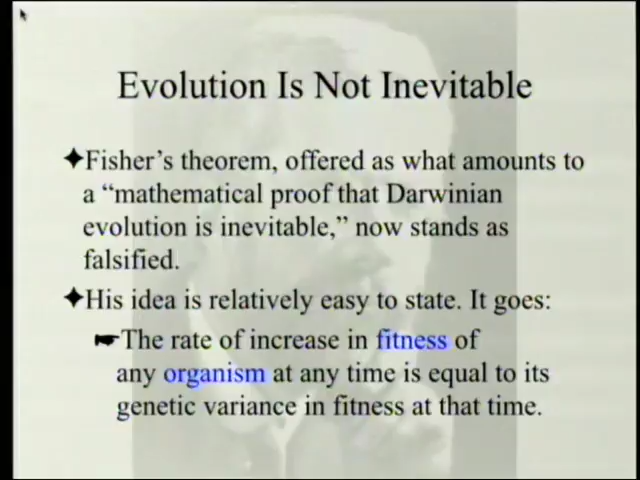 Evolution Is Not Inevitable
Fisher's theorem, offered as what amounts to
a "mathematical proof that Darwinian
evolution is inevitable," now stands as
falsified.
His idea is relatively easy to state. It goes:
The rate of increase in fitness of
any organism at any time is equal to its
genetic variance in fitness at that time.